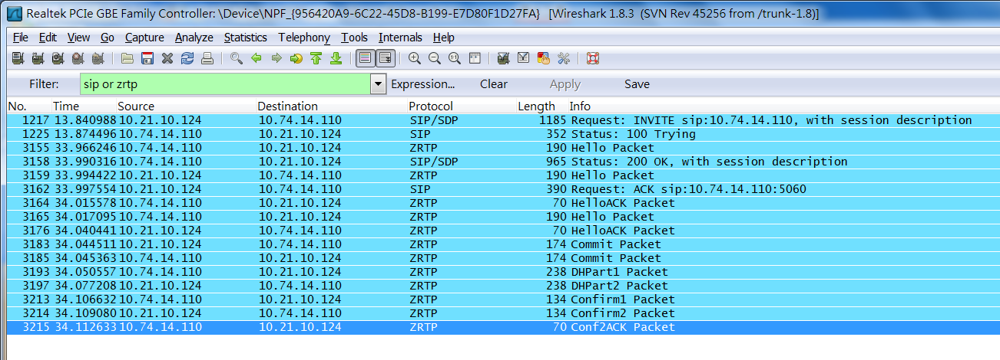 Realtek PCIe GBE Family Controller: \Device\NPF_{956420A9-6C22-45D8-B199-E7D80F1D27FA} [Wireshark 1.8.3 (SVN Rev 45256 from /trunk-1.8)]
File Edit View Go Capture Analyze Statistics Telephony Tools Internals Help
Filter: sip or zrtp Expression... Clear Apply Save
No. Time Source Destination Protocol Length Info
1217 13.840988 10.21.10.124 10.74.14.110 SIP/SDP 1185 Request: INVITE sip:10.74.14.110, with session description
1225 13.874496 10.74.14.110 10.21.10.124 SIP 352 Status: 100 Trying
3155 33.966246 10.74.14.110 10.21.10.124 ZRTP 190 Hello Packet
3158 33.990316 10.74.14.110 10.21.10.124 SIP/SDP 965 Status: 200 OK, with session description
3159 33.994422 10.74.14.110 10.21.10.124 ZRTP 190 Hello Packet
3162 33.997554 10.21.10.124 10.74.14.110 SIP 390 Request: ACK sip:10.74.14.110:5060
3164 34.015578 10.74.14.110 10.21.10.124 ZRTP 70 HelloACK Packet
3165 34.017095 10.21.10.124 10.74.14.110 ZRTP 190 Hello Packet
3176 34.040441 10.21.10.124 10.74.14.110 ZRTP 70 HelloACK Packet
3183 34.044511 10.21.10.124 10.74.14.110 ZRTP 174 Commit Packet
3185 34.045363 10.74.14.110 10.21.10.124 ZRTP 174 Commit Packet
3193 34.050557 10.74.14.110 10.21.10.124 ZRTP 238 DHPart1 Packet
3197 34.077208 10.21.10.124 10.74.14.110 ZRTP 238 DHPart2 Packet
3213 34.106632 10.74.14.110 10.21.10.124 ZRTP 134 Confirm1 Packet
3214 34.109080 10.21.10.124 10.74.14.110 ZRTP 134 Confirm2 Packet
3215 34.112633 10.74.14.110 10.21.10.124 ZRTP 70 Conf2ACK Packet